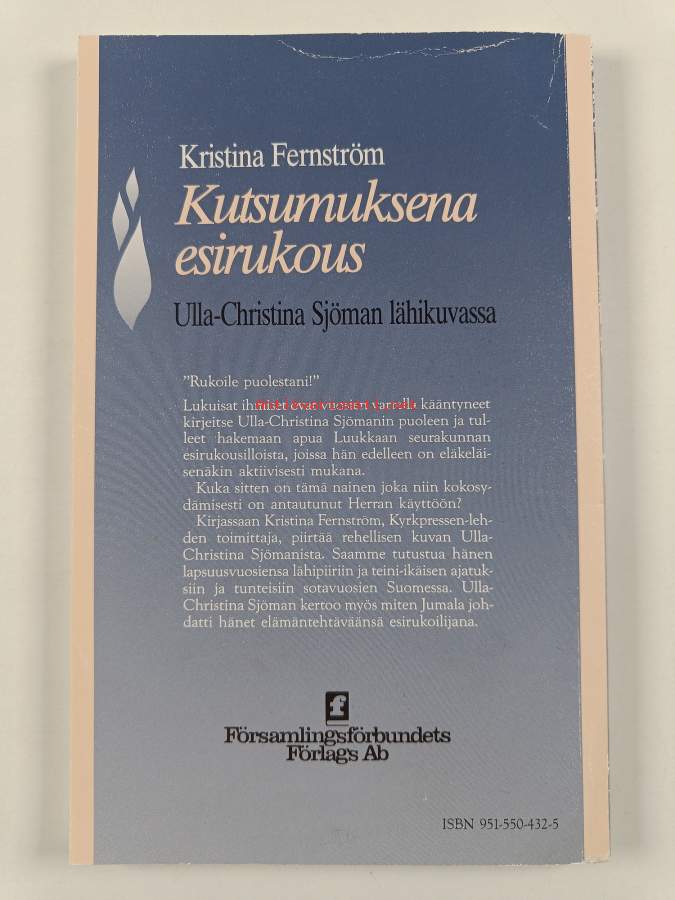 Kristina Fernström
Kutsumuksena
esirukous
Ulla-Christina Sjöman lähikuvassa
”Rukoile puolestani!”
Lukuisat ihmiset ovat vuosien varrella kääntyneet
kirjeitse Ulla-Christina Sjömanin puoleen ja tul-
leet hakemaan apua Luukkaan seurakunnan
esirukousilloista, joissa hän edelleen on eläkeläi-
senäkin aktiivisesti mukana.
Kuka sitten on tämä nainen joka niin kokosy-
dämisesti on antautunut Herran käyttöön?
Kirjassaan Kristina Fernström, Kyrkpressen-leh-
den toimittaja, piirtää rehellisen kuvan Ulla-
Christina Sjömanista. Saamme tutustua hänen
lapsuusvuosiensa lähipiiriin ja teini-ikäisen ajatuk-
siin ja tunteisiin sotavuosien Suomessa. Ulla-
Christina Sjöman kertoo myös miten Jumala joh-
datti hänet elämäntehtäväänsä esirukoilijana.
f
Församlingsförbundets
Förlags Ab
ISBN 951-550-432-5